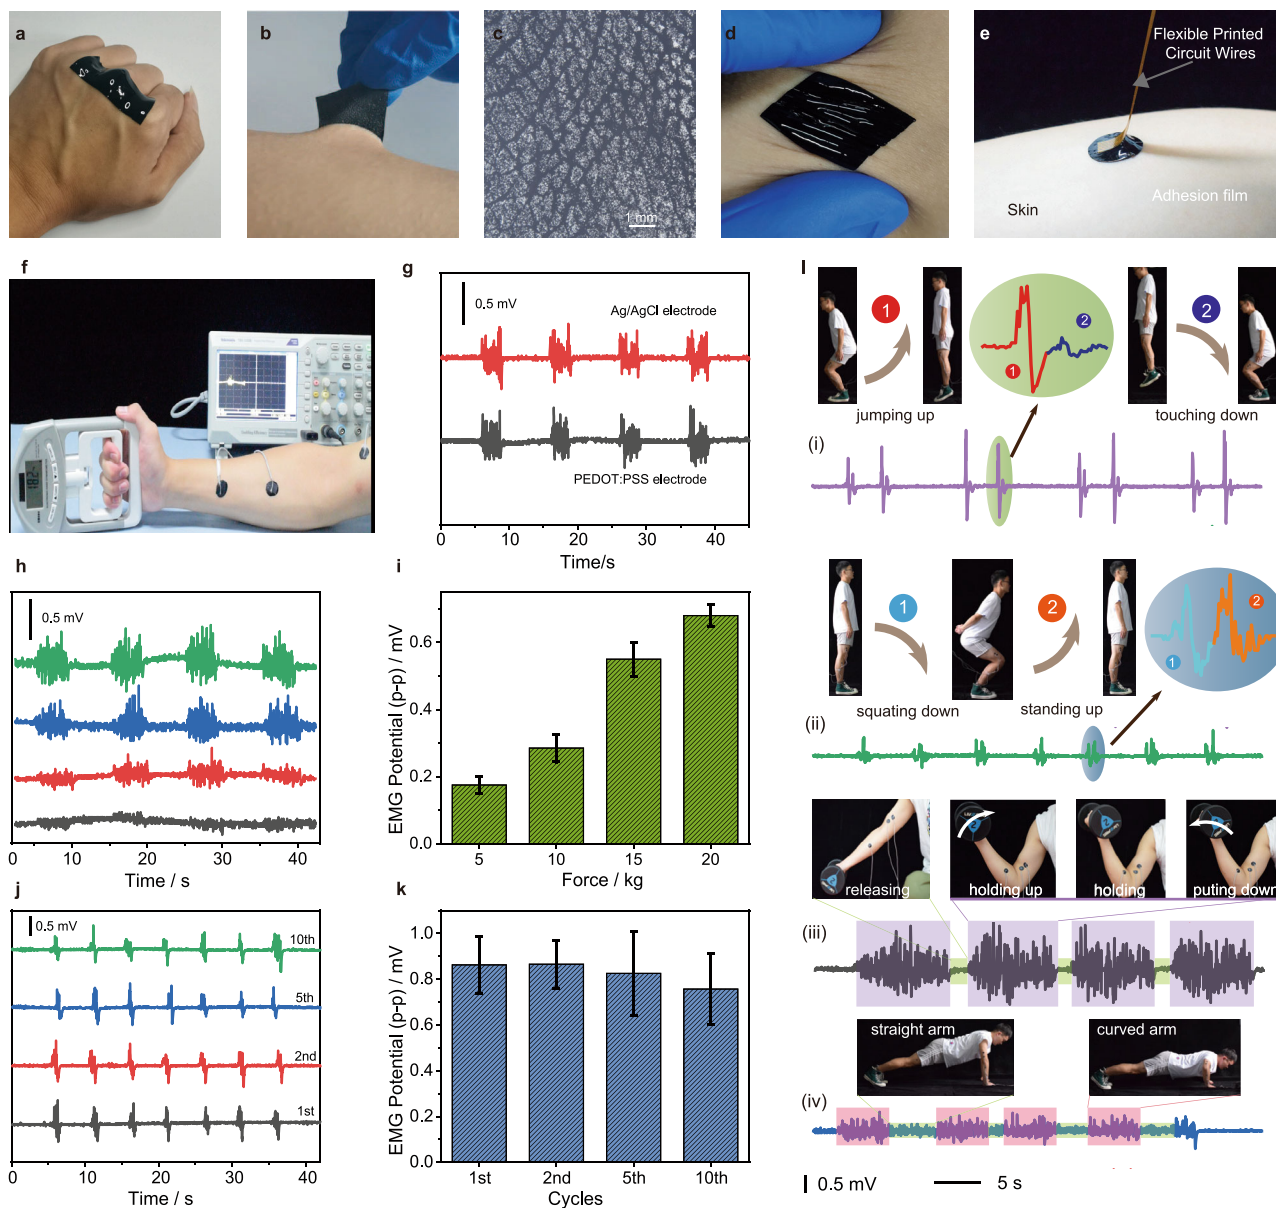 a
b
c
1 mm
d
e
Flexible Printed
Circuit Wires
Skin
Adhesion film
f
18.2
g
0.5 mV
Ag/AgCl electrode
PEDOT:PSS electrode
0 10 20 30 40
Time/s
h
0.5 mV
0 10 20 30 40
Time / s
i
EMG Potential (p-p) / mV
0.6
0.4
0.2
0.0
5 10 15 20
Force / kg
j
0.5 mV
10th
5th
2nd
1st
0 10 20 30 40
Time / s
k
EMG Potential (p-p) / mV
1.0
0.8
0.6
0.4
0.2
0.0
1st 2nd 5th 10th
Cycles
l
1
jumping up
1
2
2
touching down
(i)
1
squating down
2
standing up
1
2
(ii)
releasing
holding up
holding
puting down
(iii)
straight arm
curved arm
(iv)
0.5 mV
5 s